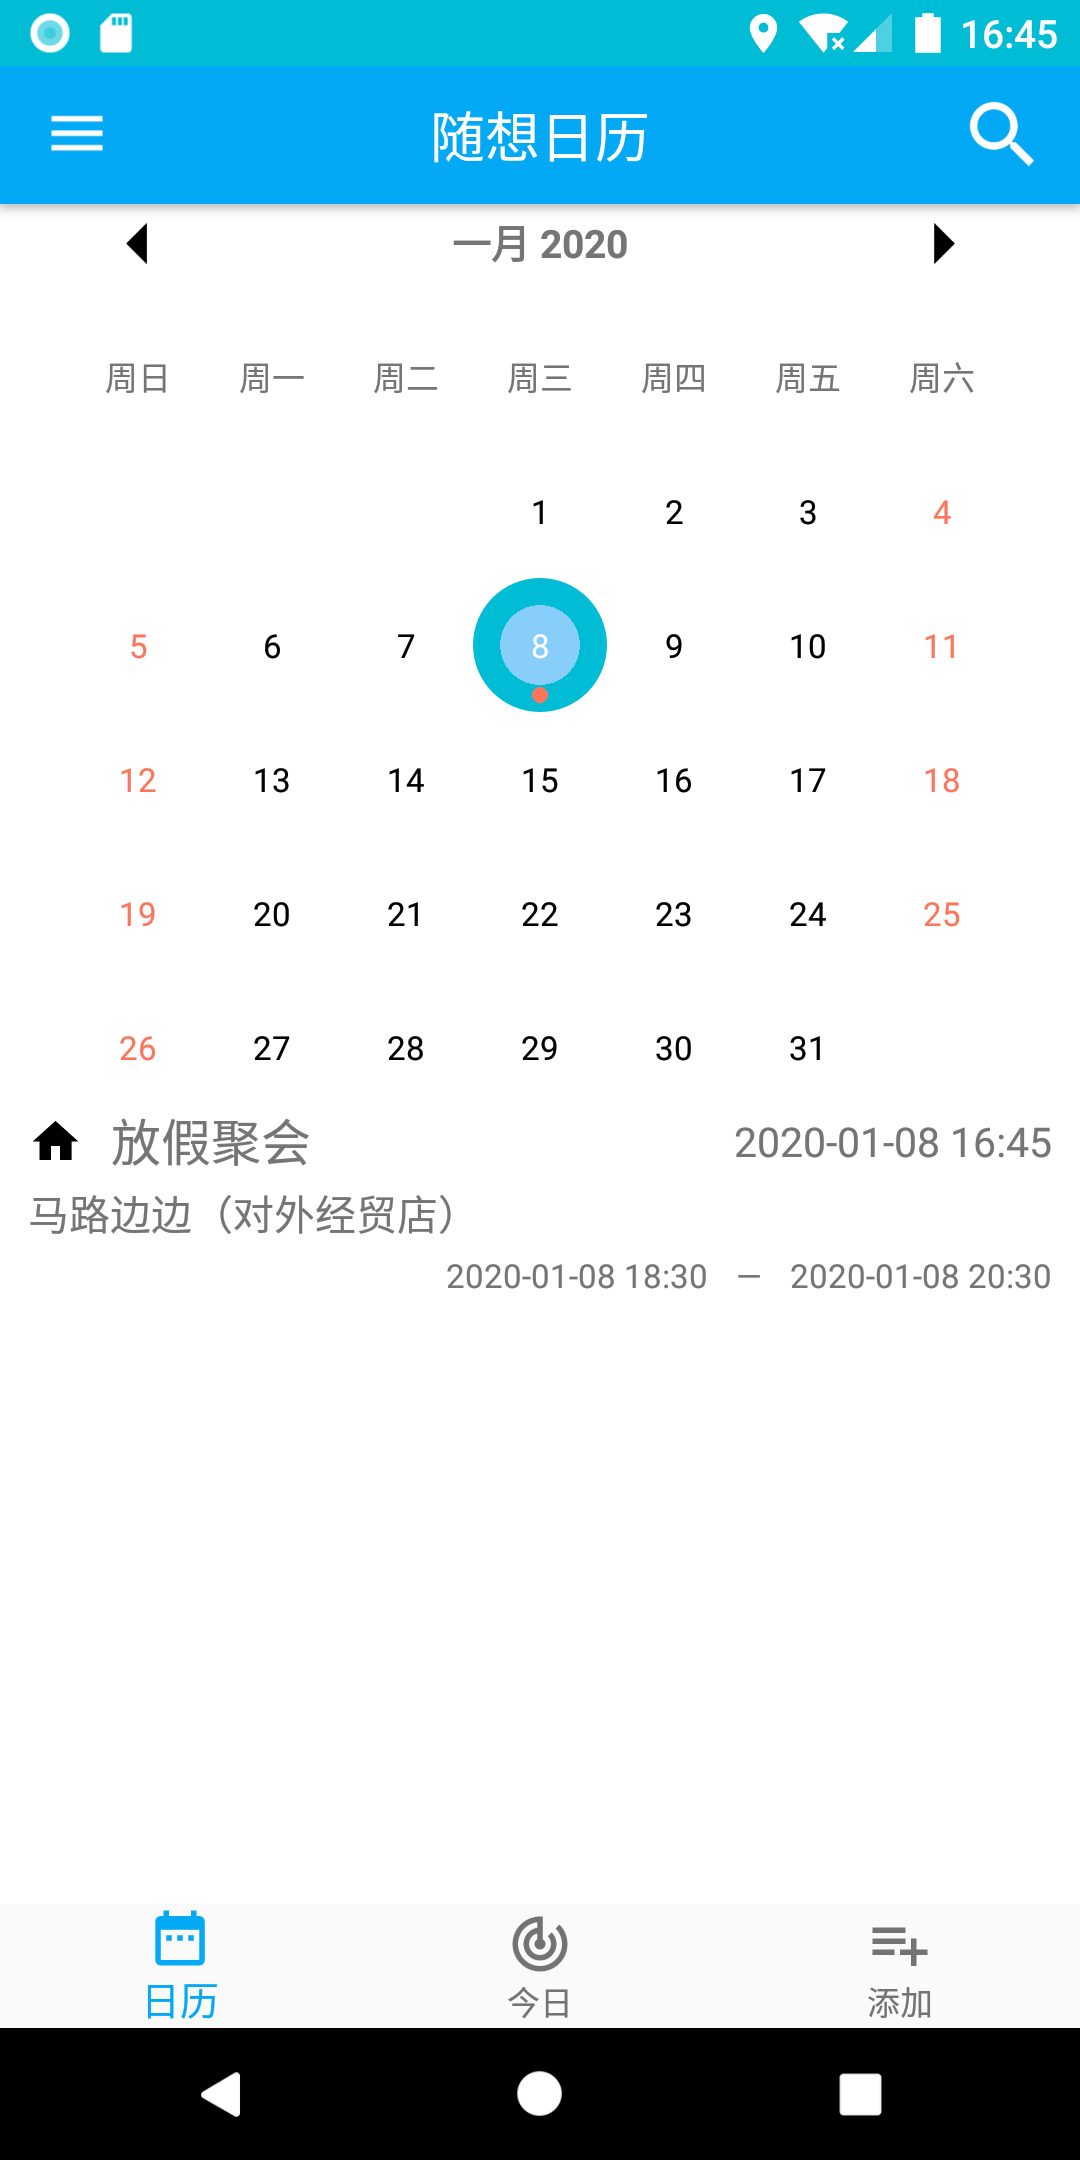 16:45
随想日历
一月 2020
周日 周一 周二 周三 周四 周五 周六
1 2 3 4
5 6 7 8 9 10 11
12 13 14 15 16 17 18
19 20 21 22 23 24 25
26 27 28 29 30 31
放假聚会 2020-01-08 16:45
马路边边（对外经贸店）
2020-01-08 18:30 — 2020-01-08 20:30
日历 今日 添加